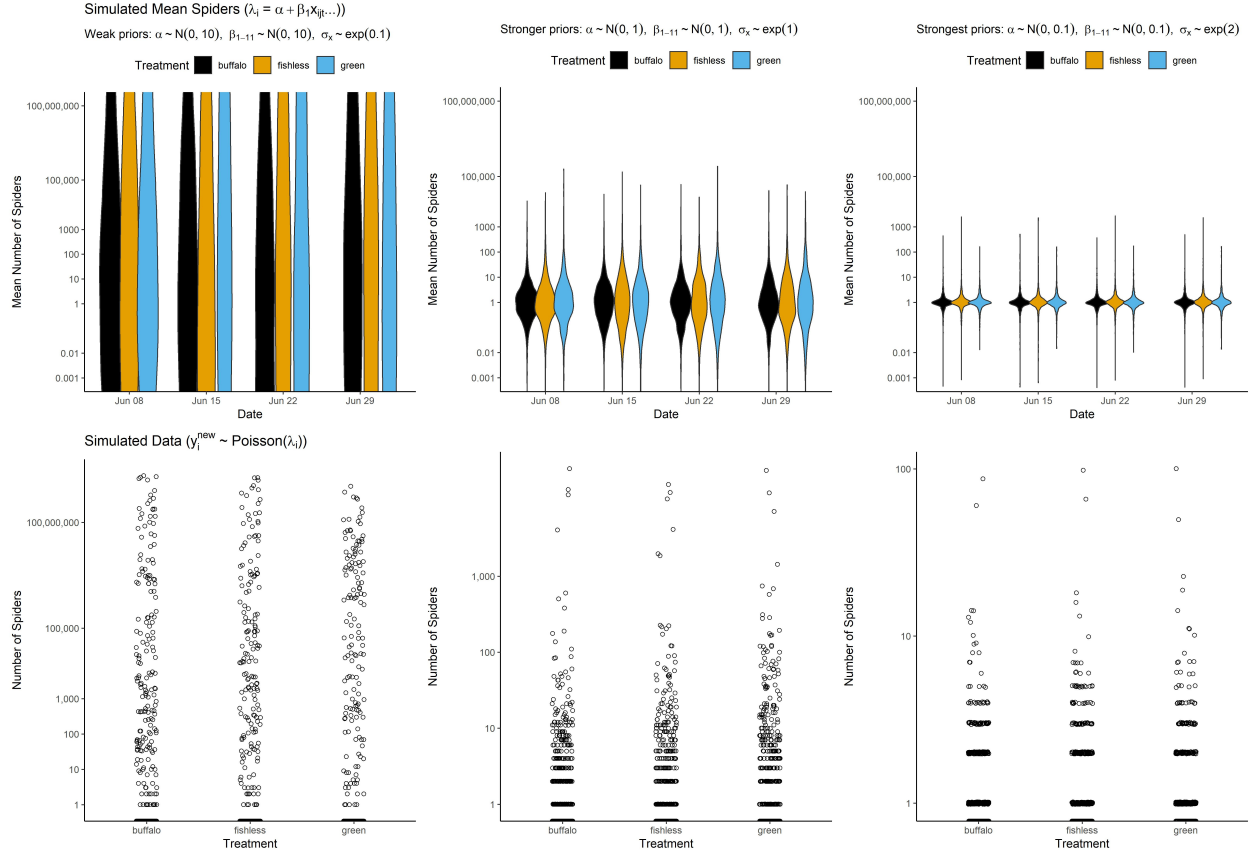 Simulated Mean Spiders (λi = α + β1xijt...))
Weak priors: α ~ N(0, 10), β1−11 ~ N(0, 10), σx ~ exp(0.1)
Treatment buffalo fishless green
Mean Number of Spiders
100,000,000
100,000
1000
100
10
1
0.01
0.001
Jun 08 Jun 15 Jun 22 Jun 29
Date
Stronger priors: α ~ N(0, 1), β1−11 ~ N(0, 1), σx ~ exp(1)
Treatment buffalo fishless green
Mean Number of Spiders
100,000,000
100,000
1000
100
10
1
0.01
0.001
Jun 08 Jun 15 Jun 22 Jun 29
Date
Strongest priors: α ~ N(0, 0.1), β1−11 ~ N(0, 0.1), σx ~ exp(2)
Treatment buffalo fishless green
Mean Number of Spiders
100,000,000
100,000
1000
100
10
1
0.01
0.001
Jun 08 Jun 15 Jun 22 Jun 29
Date
Simulated Data (yi^new ~ Poisson(λi))
Number of Spiders
100,000,000
100,000
1,000
100
10
1
buffalo fishless green
Treatment
Number of Spiders
1,000
100
10
1
buffalo fishless green
Treatment
Number of Spiders
100
10
1
buffalo fishless green
Treatment